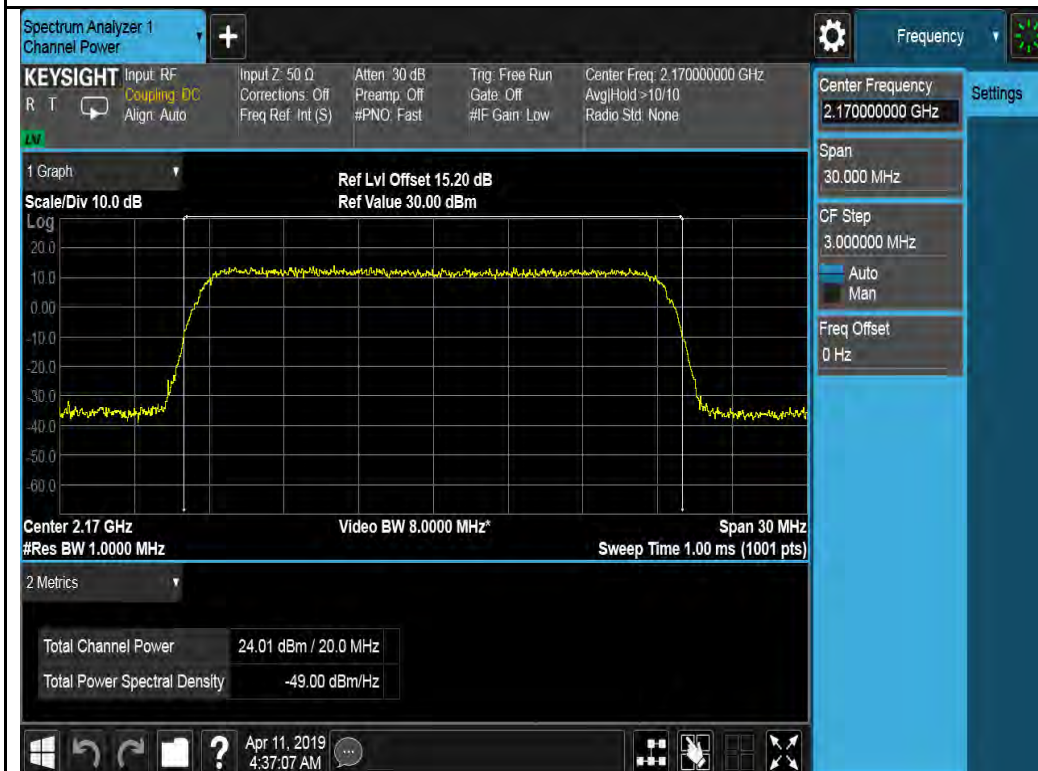 Spectrum Analyzer 1
Channel Power
+
Frequency
KEYSIGHT
R T
LNI
Input: RF
Coupling: DC
Align: Auto
Input Z: 50 Ω
Corrections: Off
Freq Ref: Int (S)
Atten: 30 dB
Preamp: Off
#PNO: Fast
Trig: Free Run
Gate: Off
#IF Gain: Low
Center Freq: 2.170000000 GHz
Avg|Hold >10/10
Radio Std: None
Center Frequency
2.170000000 GHz
Settings
Span
30.000 MHz
CF Step
3.000000 MHz
Auto
Man
Freq Offset
0 Hz
1 Graph
Scale/Div 10.0 dB
Ref Lvl Offset 15.20 dB
Ref Value 30.00 dBm
Log
20.0
10.0
0.00
-10.0
-20.0
-30.0
-40.0
-50.0
-60.0
Center 2.17 GHz
#Res BW 1.0000 MHz
Video BW 8.0000 MHz*
Span 30 MHz
Sweep Time 1.00 ms (1001 pts)
2 Metrics
Total Channel Power 24.01 dBm / 20.0 MHz
Total Power Spectral Density -49.00 dBm/Hz
?
Apr 11, 2019
4:37:07 AM